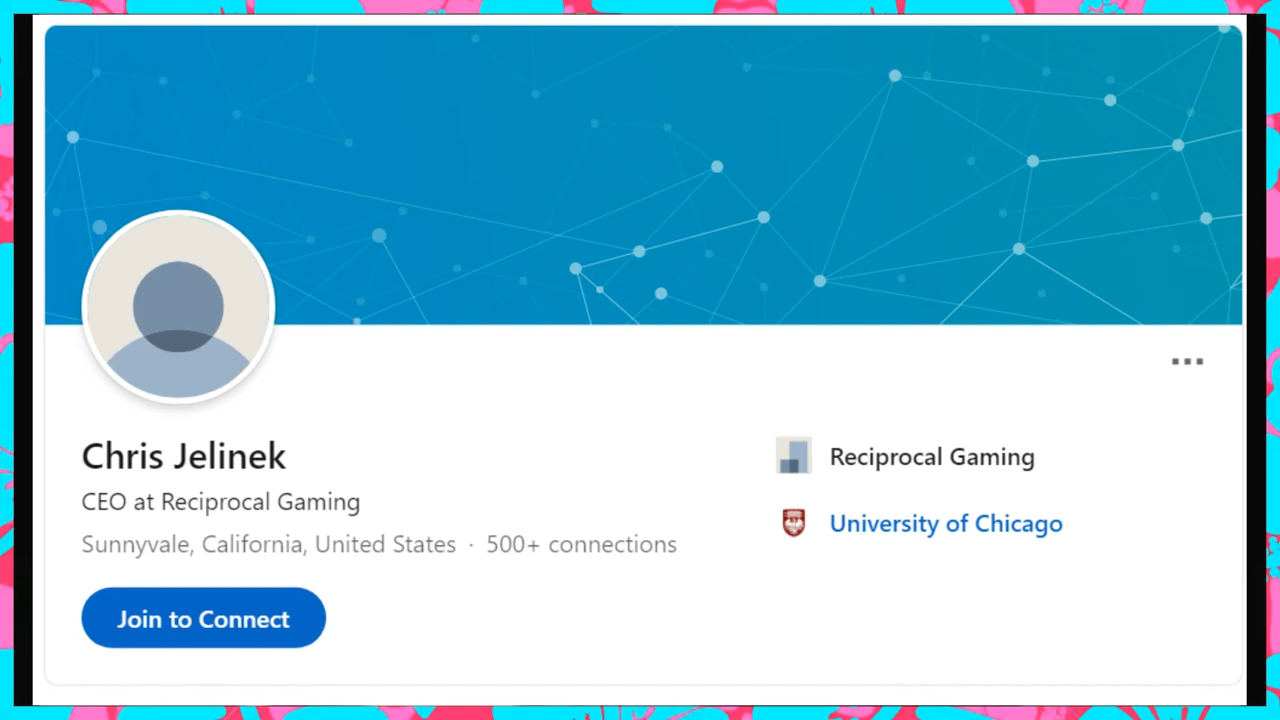 Chris Jelinek
CEO at Reciprocal Gaming
Sunnyvale, California, United States · 500+ connections
Join to Connect
Reciprocal Gaming
University of Chicago